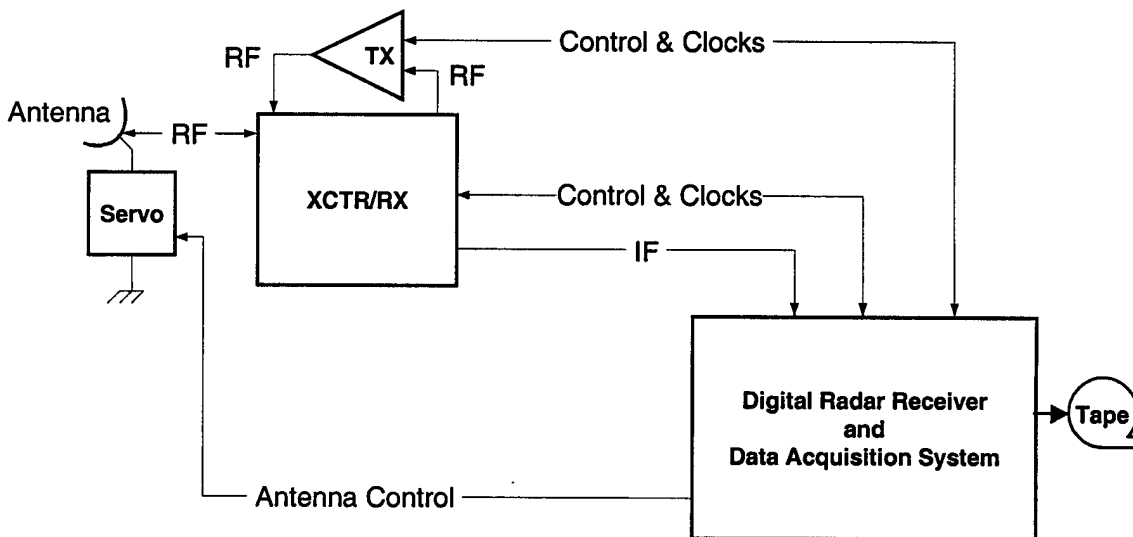 Control & Clocks
RF
TX
RF
Antenna
RF
XCTR/RX
Control & Clocks
Servo
IF
Digital Radar Receiver
and
Data Acquisition System
Tape
Antenna Control